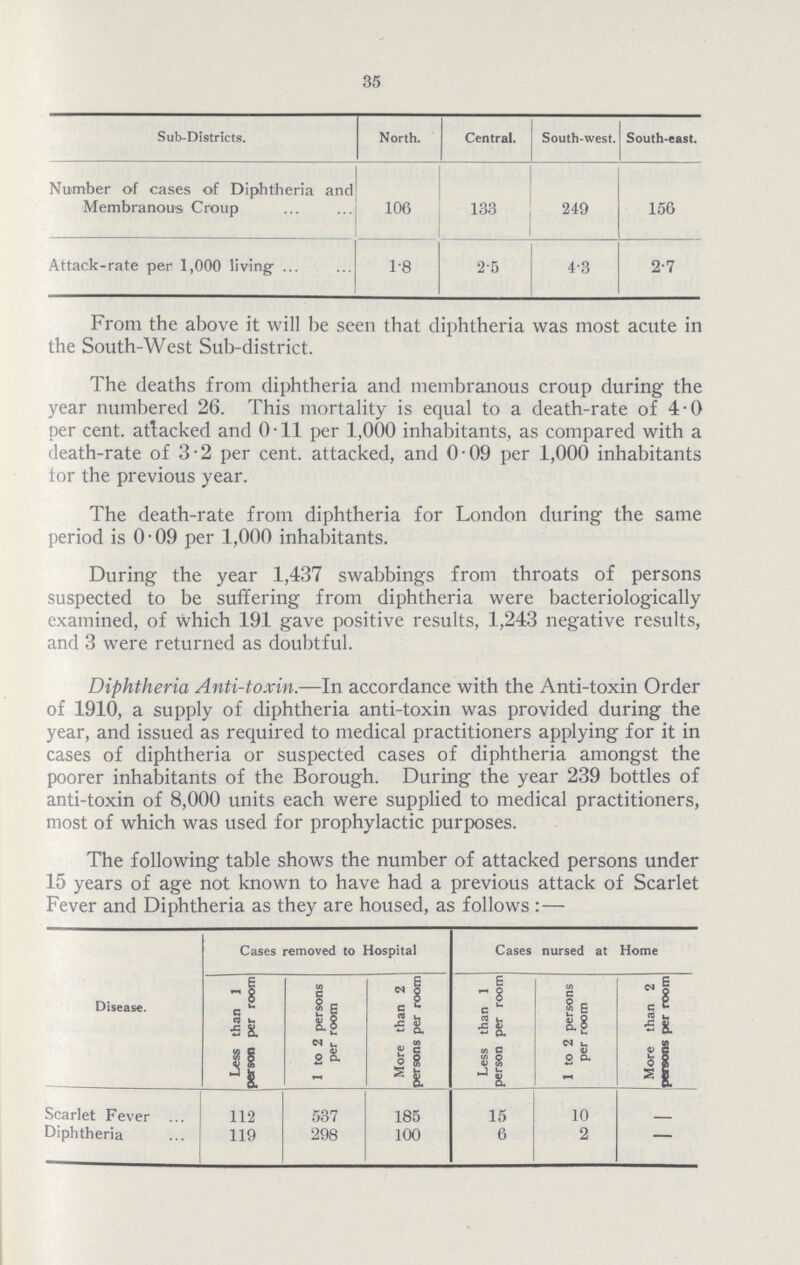 35
Sub-Districts. North. Central. South-west. South-east.
Number of cases of Diphtheria and
Membranous Croup ... ... 106 133 249 156
Attack-rate per 1,000 living ... ... 1·8 2·5 4·3 2·7
From the above it will be seen that diphtheria was most acute in
the South-West Sub-district.
The deaths from diphtheria and membranous croup during the
year numbered 26. This mortality is equal to a death-rate of 4·0
per cent. attacked and 0·11 per 1,000 inhabitants, as compared with a
death-rate of 3·2 per cent. attacked, and 0·09 per 1,000 inhabitants
for the previous year.
The death-rate from diphtheria for London during the same
period is 0·09 per 1,000 inhabitants.
During the year 1,437 swabbings from throats of persons
suspected to be suffering from diphtheria were bacteriologically
examined, of which 191 gave positive results, 1,243 negative results,
and 3 were returned as doubtful.
Diphtheria Anti-toxin.—In accordance with the Anti-toxin Order
of 1910, a supply of diphtheria anti-toxin was provided during the
year, and issued as required to medical practitioners applying for it in
cases of diphtheria or suspected cases of diphtheria amongst the
poorer inhabitants of the Borough. During the year 239 bottles of
anti-toxin of 8,000 units each were supplied to medical practitioners,
most of which was used for prophylactic purposes.
The following table shows the number of attacked persons under
15 years of age not known to have had a previous attack of Scarlet
Fever and Diphtheria as they are housed, as follows :—
Cases removed to Hospital Cases nursed at Home
Disease.
Less than 1
person per room
1 to 2 persons
per room
More than 2
persons per room
Less than 1
person per room
1 to 2 persons
per room
More than 2
persons per room
Scarlet Fever ... 112 537 185 15 10 —
Diphtheria ... 119 298 100 6 2 —